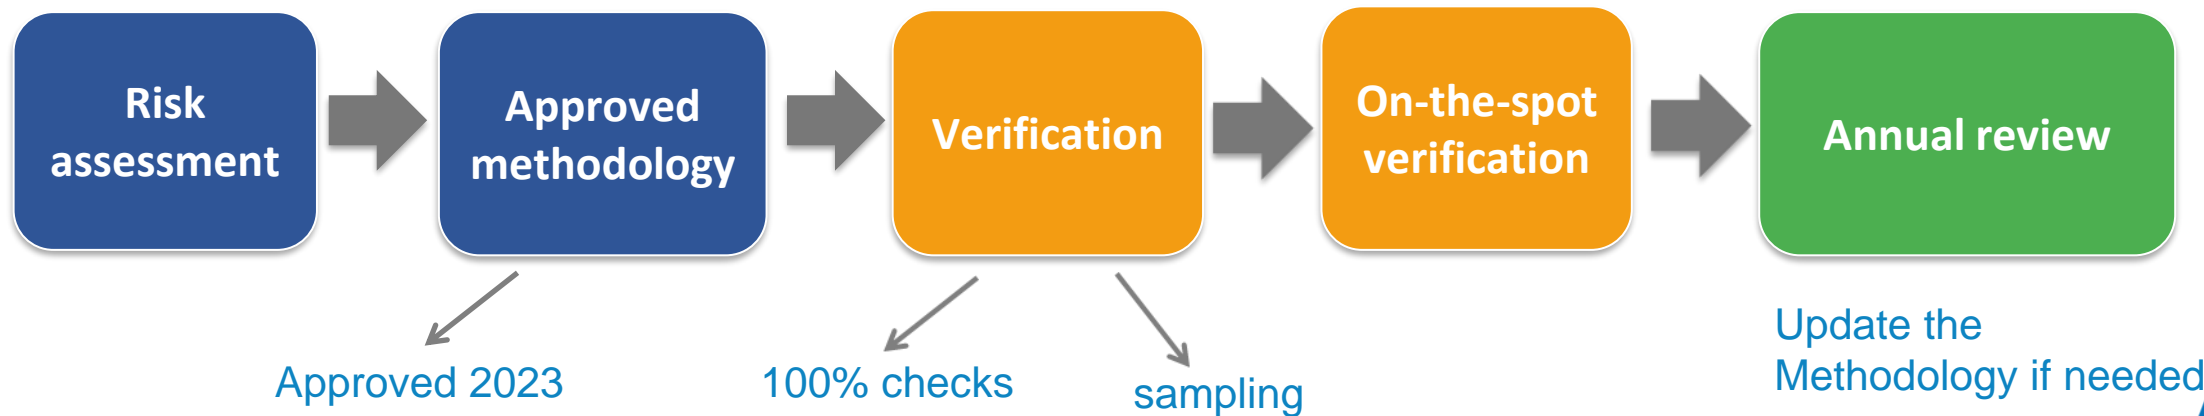 Risk
assessment
Approved
methodology
Verification
On-the-spot
verification
Annual review
Approved 2023
100% checks
sampling
Update the
Methodology if needed